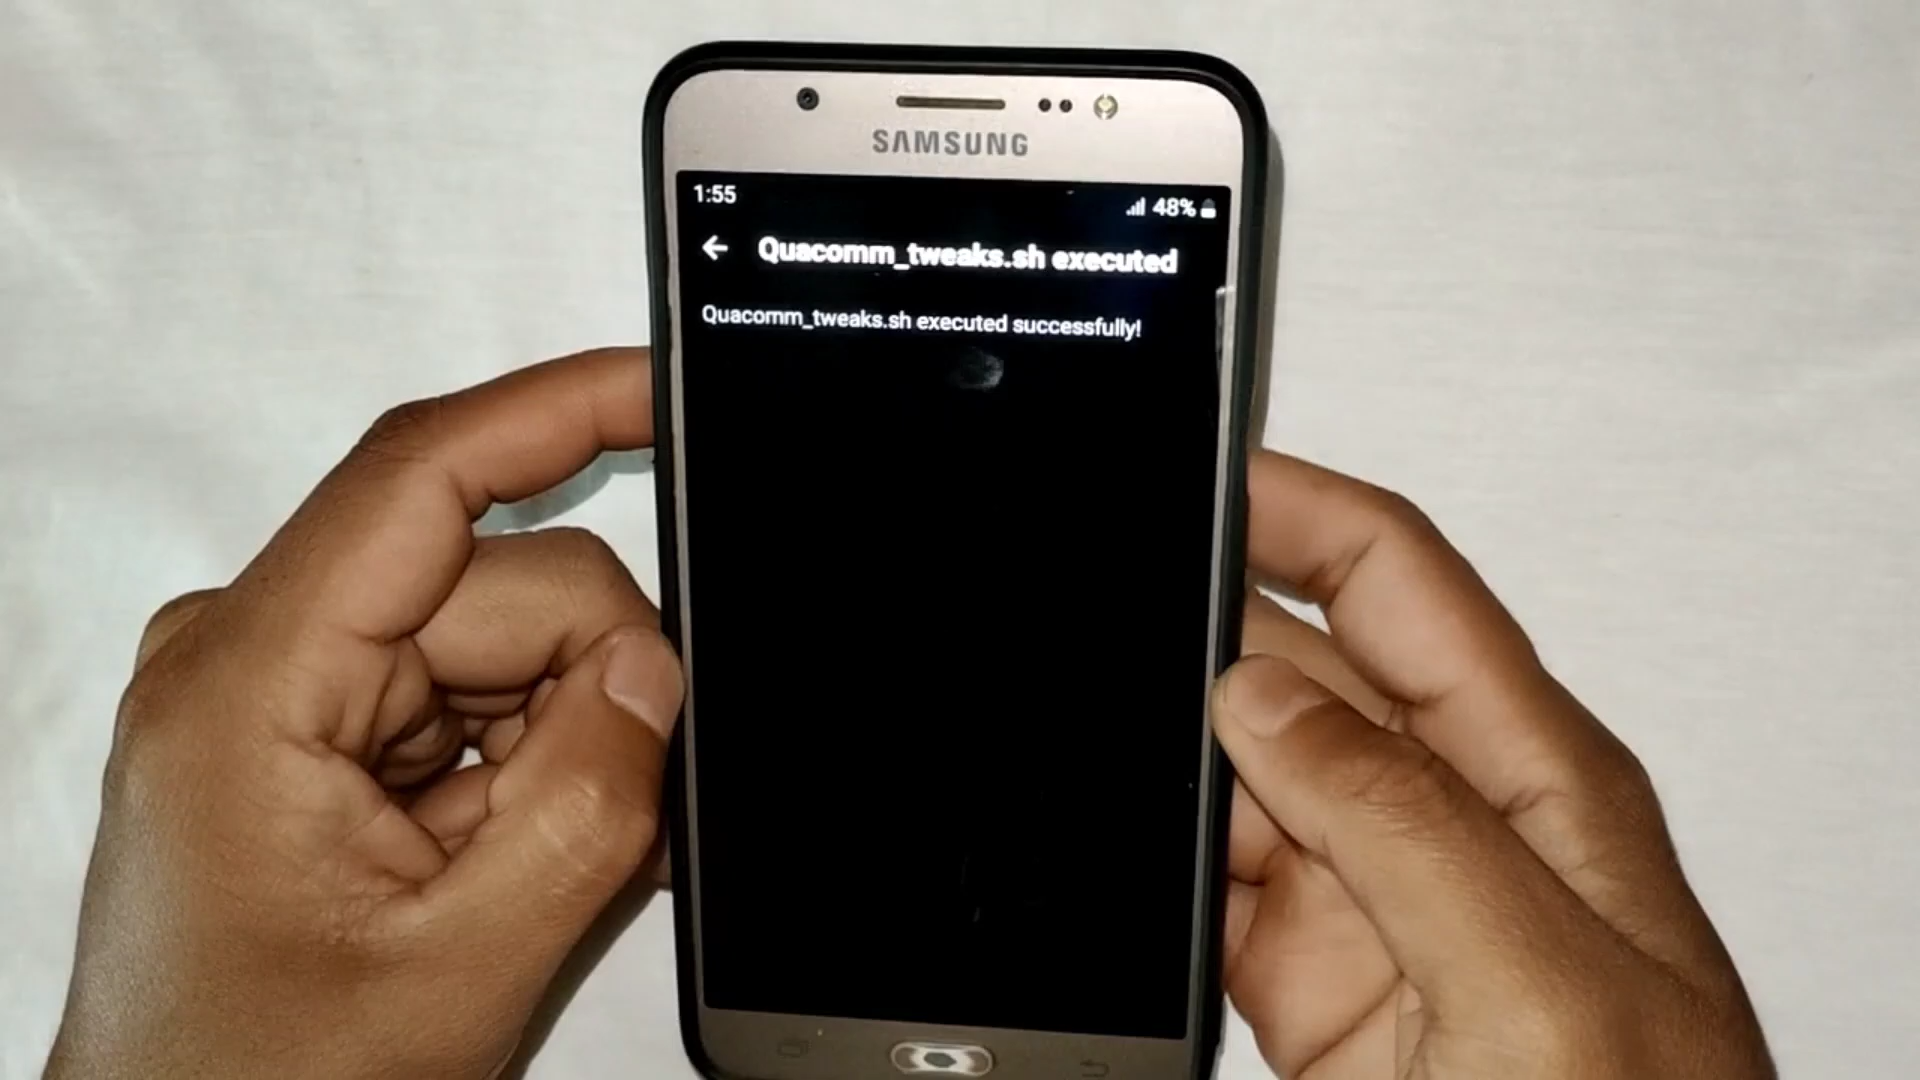 SAMSUNG
1:55
48%
Quacomm_tweaks.sh executed
Quacomm_tweaks.sh executed successfully!